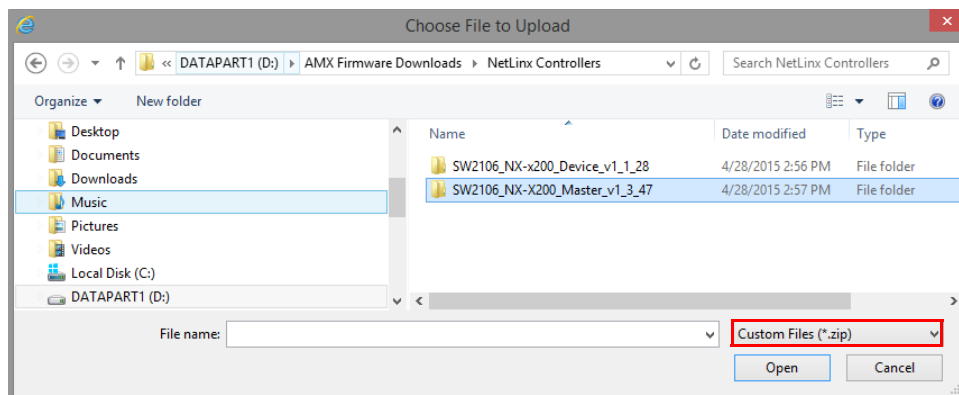 Choose File to Upload
« DATAPART1 (D:) AMX Firmware Downloads NetLinx Controllers Search NetLinx Controllers
Organize New folder
Desktop
Documents
Downloads
Music
Pictures
Videos
Local Disk (C:)
DATAPART1 (D:)
Name Date modified Type
SW2106_NX-x200_Device_v1_1_28 4/28/2015 2:56 PM File folder
SW2106_NX-X200_Master_v1_3_47 4/28/2015 2:57 PM File folder
File name: Custom Files (*.zip)
Open Cancel